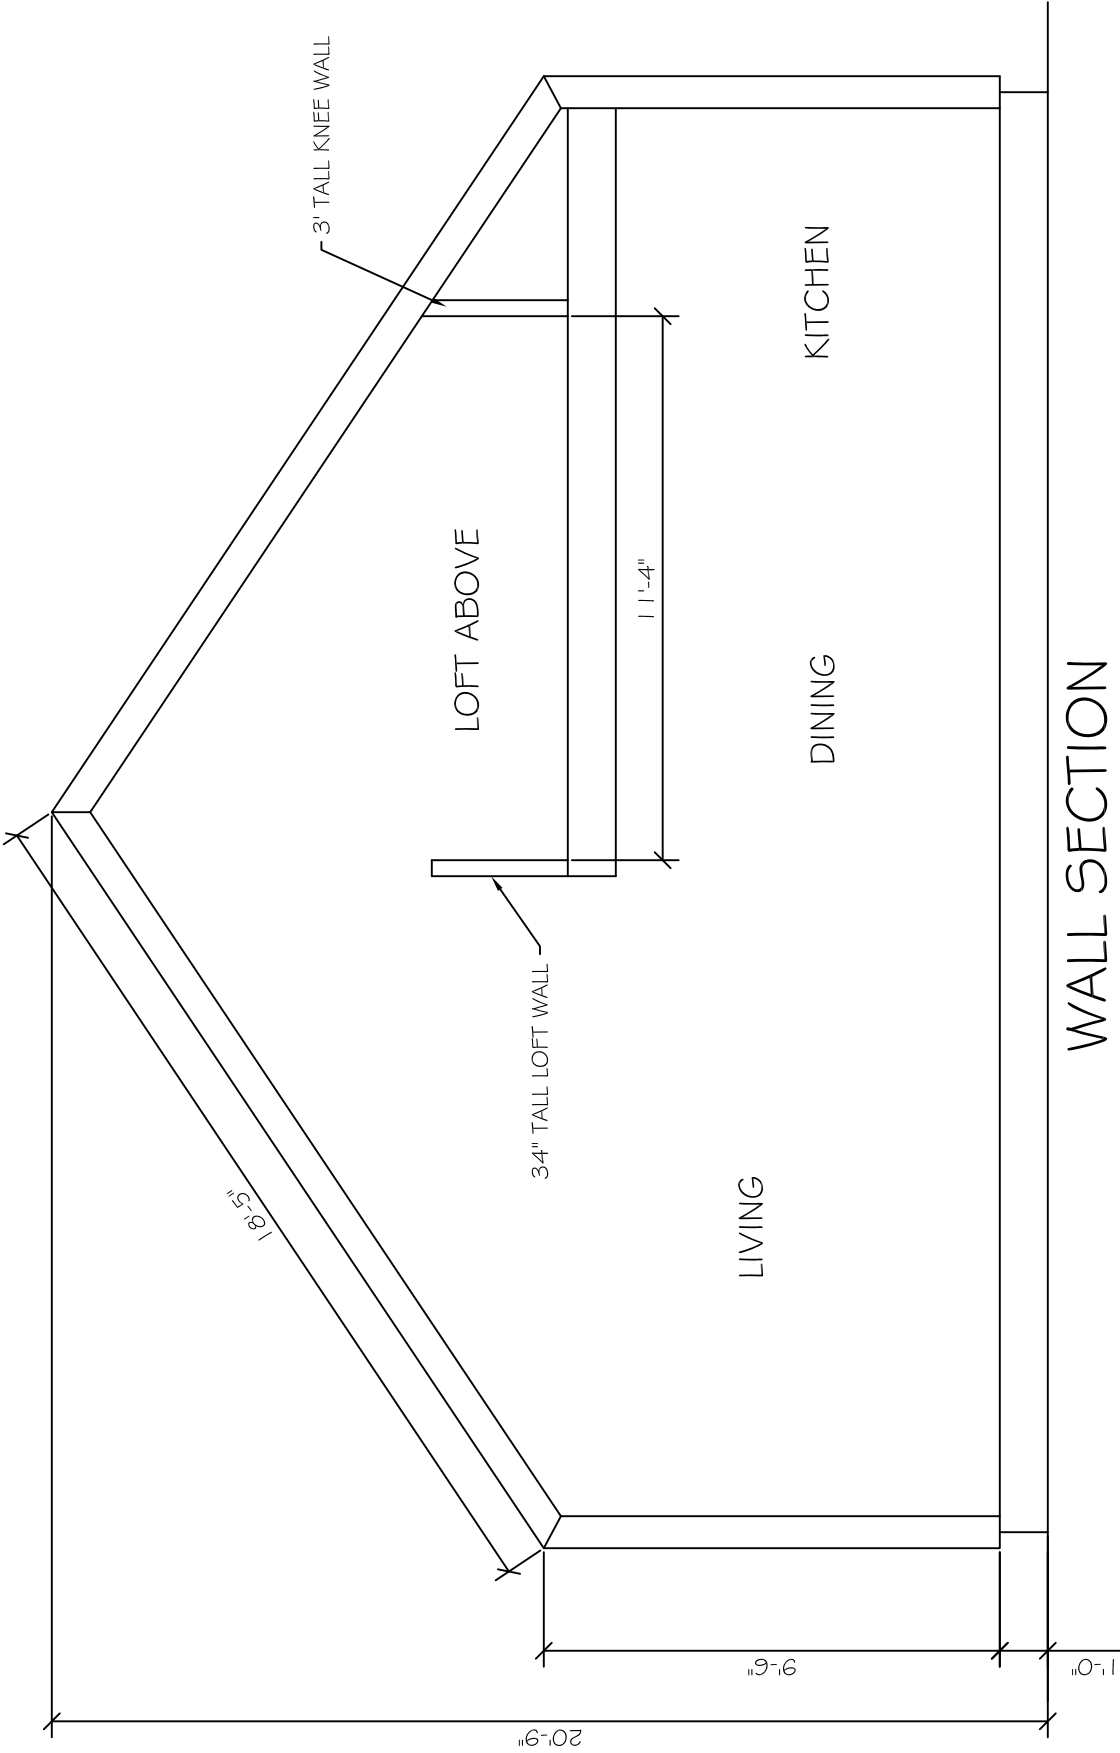 3' TALL KNEE WALL
LOFT ABOVE
34" TALL LOFT WALL
18'-5"
11'-4"
KITCHEN
DINING
LIVING
9'-6"
1'-0"
20'-9"
WALL SECTION